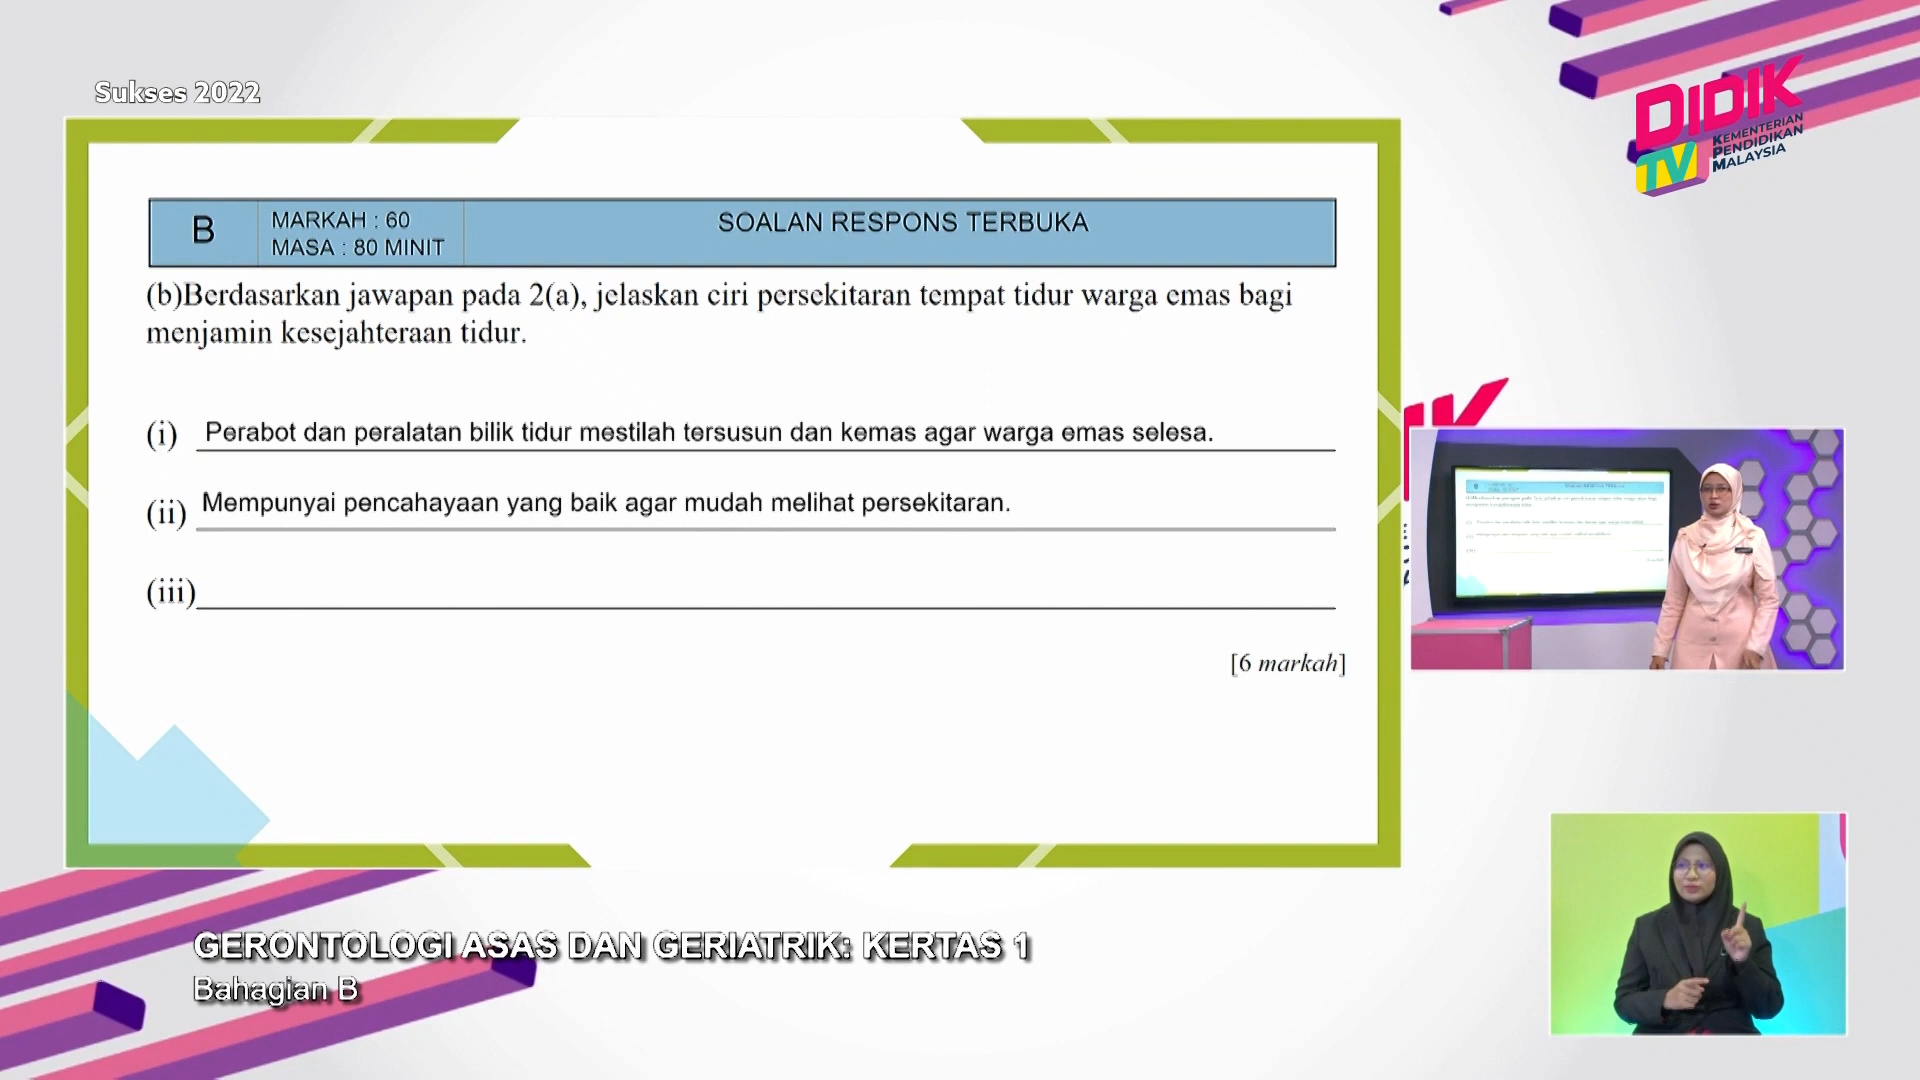 Sukses 2022
DIDIK
TV
KEMENTERIAN
PENDIDIKAN
MALAYSIA
B
MARKAH : 60
MASA : 80 MINIT
SOALAN RESPONS TERBUKA
(b)Berdasarkan jawapan pada 2(a), jelaskan ciri persekitaran tempat tidur warga emas bagi
menjamin kesejahteraan tidur.
(i) Perabot dan peralatan bilik tidur mestilah tersusun dan kemas agar warga emas selesa.
(ii) Mempunyai pencahayaan yang baik agar mudah melihat persekitaran.
(iii)
[6 markah]
GERONTOLOGI ASAS DAN GERIATRIK: KERTAS 1
Bahagian B